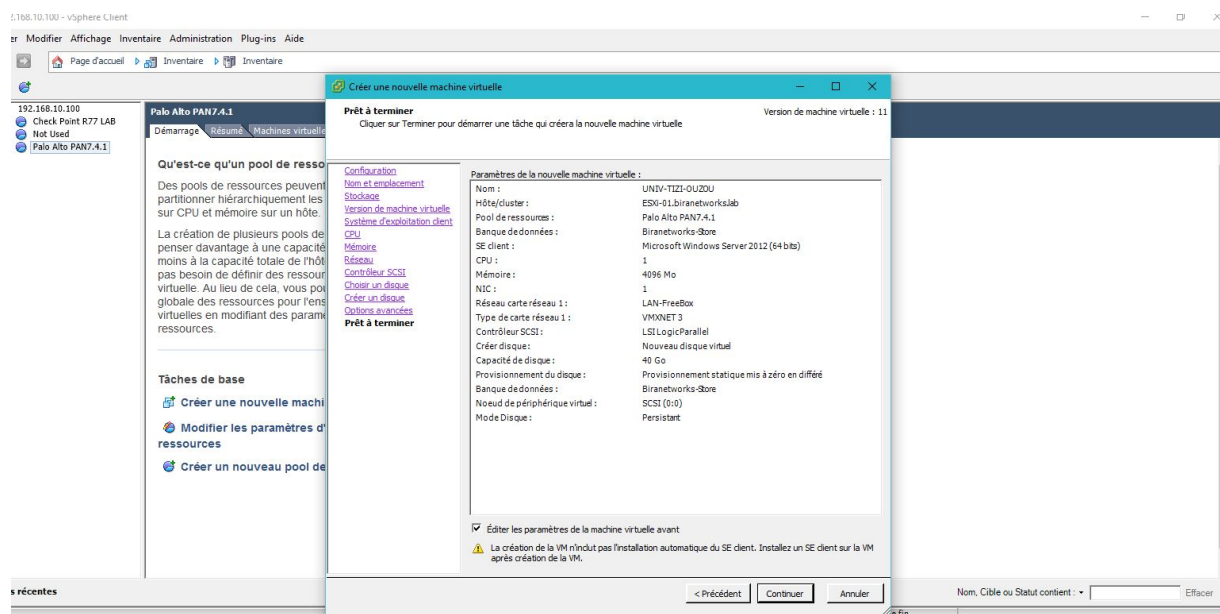 2.168.10.100 - vSphere Client
er Modifier Affichage Inventaire Administration Plug-ins Aide
Page d'accueil Inventaire Inventaire
192.168.10.100
Check Point R77 LAB
Not Used
Palo Alto PAN7.4.1
Palo Alto PAN7.4.1
Démarrage Résumé Machines virtuelle
Qu'est-ce qu'un pool de resso
Des pools de ressources peuvent
partitionner hiérarchiquement les
sur CPU et mémoire sur un hôte.
La création de plusieurs pools de
penser davantage à une capacité
moins à la capacité totale de l'hôt
pas besoin de définir des ressour
virtuelle. Au lieu de cela, vous pou
globale des ressources pour l'ens
virtuelles en modifiant des param
ressources.
Tâches de base
Créer une nouvelle machi
Modifier les paramètres d'
ressources
Créer un nouveau pool de
Créer une nouvelle machine virtuelle
Prêt à terminer
Version de machine virtuelle : 11
Cliquer sur Terminer pour démarrer une tâche qui créera la nouvelle machine virtuelle
Configuration
Nom et emplacement
Stockage
Version de machine virtuelle
Système d'exploitation client
CPU
Mémoire
Réseau
Contrôleur SCSI
Choisir un disque
Créer un disque
Options avancées
Prêt à terminer
Paramètres de la nouvelle machine virtuelle :
Nom : UNIV-TIZI-OUZOU
Hôte/cluster : ESXI-01.biranetworks.lab
Pool de ressources : Palo Alto PAN7.4.1
Banque de données : Biranetworks-Store
SE client : Microsoft Windows Server 2012 (64 bits)
CPU : 1
Mémoire : 4096 Mo
NIC : 1
Réseau carte réseau 1 : LAN-FreeBox
Type de carte réseau 1 : VMXNET 3
Contrôleur SCSI : LSI Logic Parallel
Créer disque : Nouveau disque virtuel
Capacité de disque : 40 Go
Provisionnement du disque : Provisionnement statique mis à zéro en différé
Banque de données : Biranetworks-Store
Noeud de périphérique virtuel : SCSI (0:0)
Mode Disque : Persistant
Éditer les paramètres de la machine virtuelle avant
La création de la VM n'inclut pas l'installation automatique du SE client. Installez un SE client sur la VM
après création de la VM.
< Précédent Continuer Annuler
s récentes
Nom, Cible ou Statut contient : Effacer